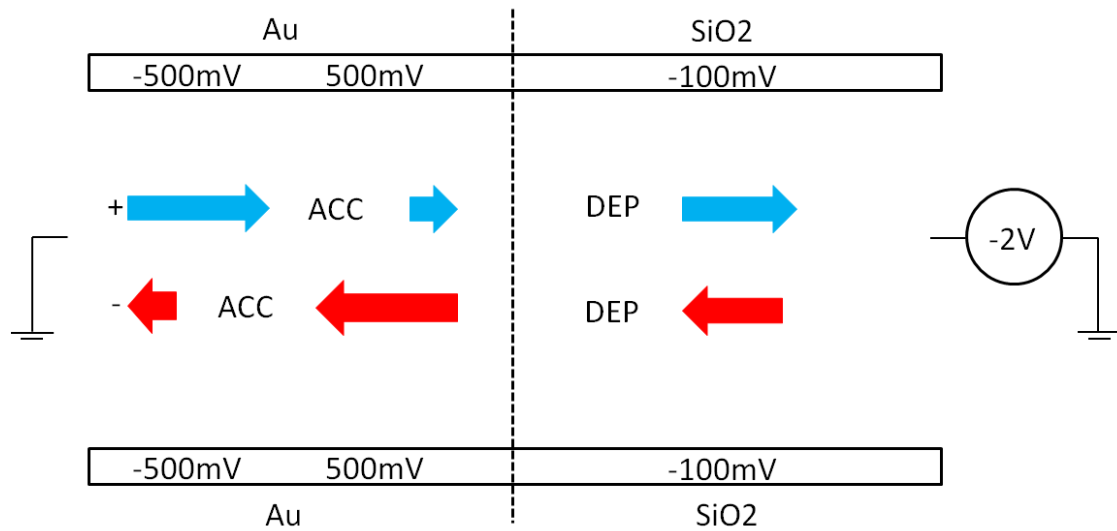 Au SiO2
-500mV 500mV -100mV
+ ACC DEP
-2V
- ACC DEP
-500mV 500mV -100mV
Au SiO2